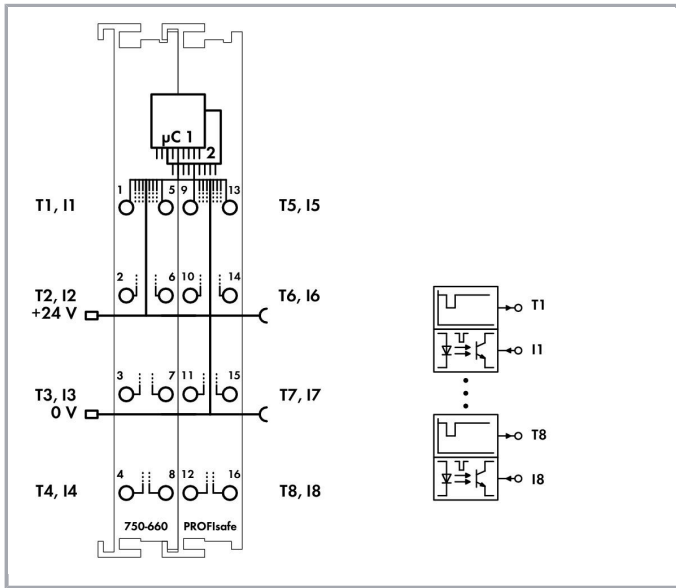 µC 1
2
1 5 9 13
T1, I1 T5, I5
2 6 10 14
T2, I2 T6, I6
+24 V
T1
I1
3 7 11 15
T3, I3 T7, I7
0 V
T8
I8
4 8 12 16
T4, I4 T8, I8
750-660 PROFIsafe